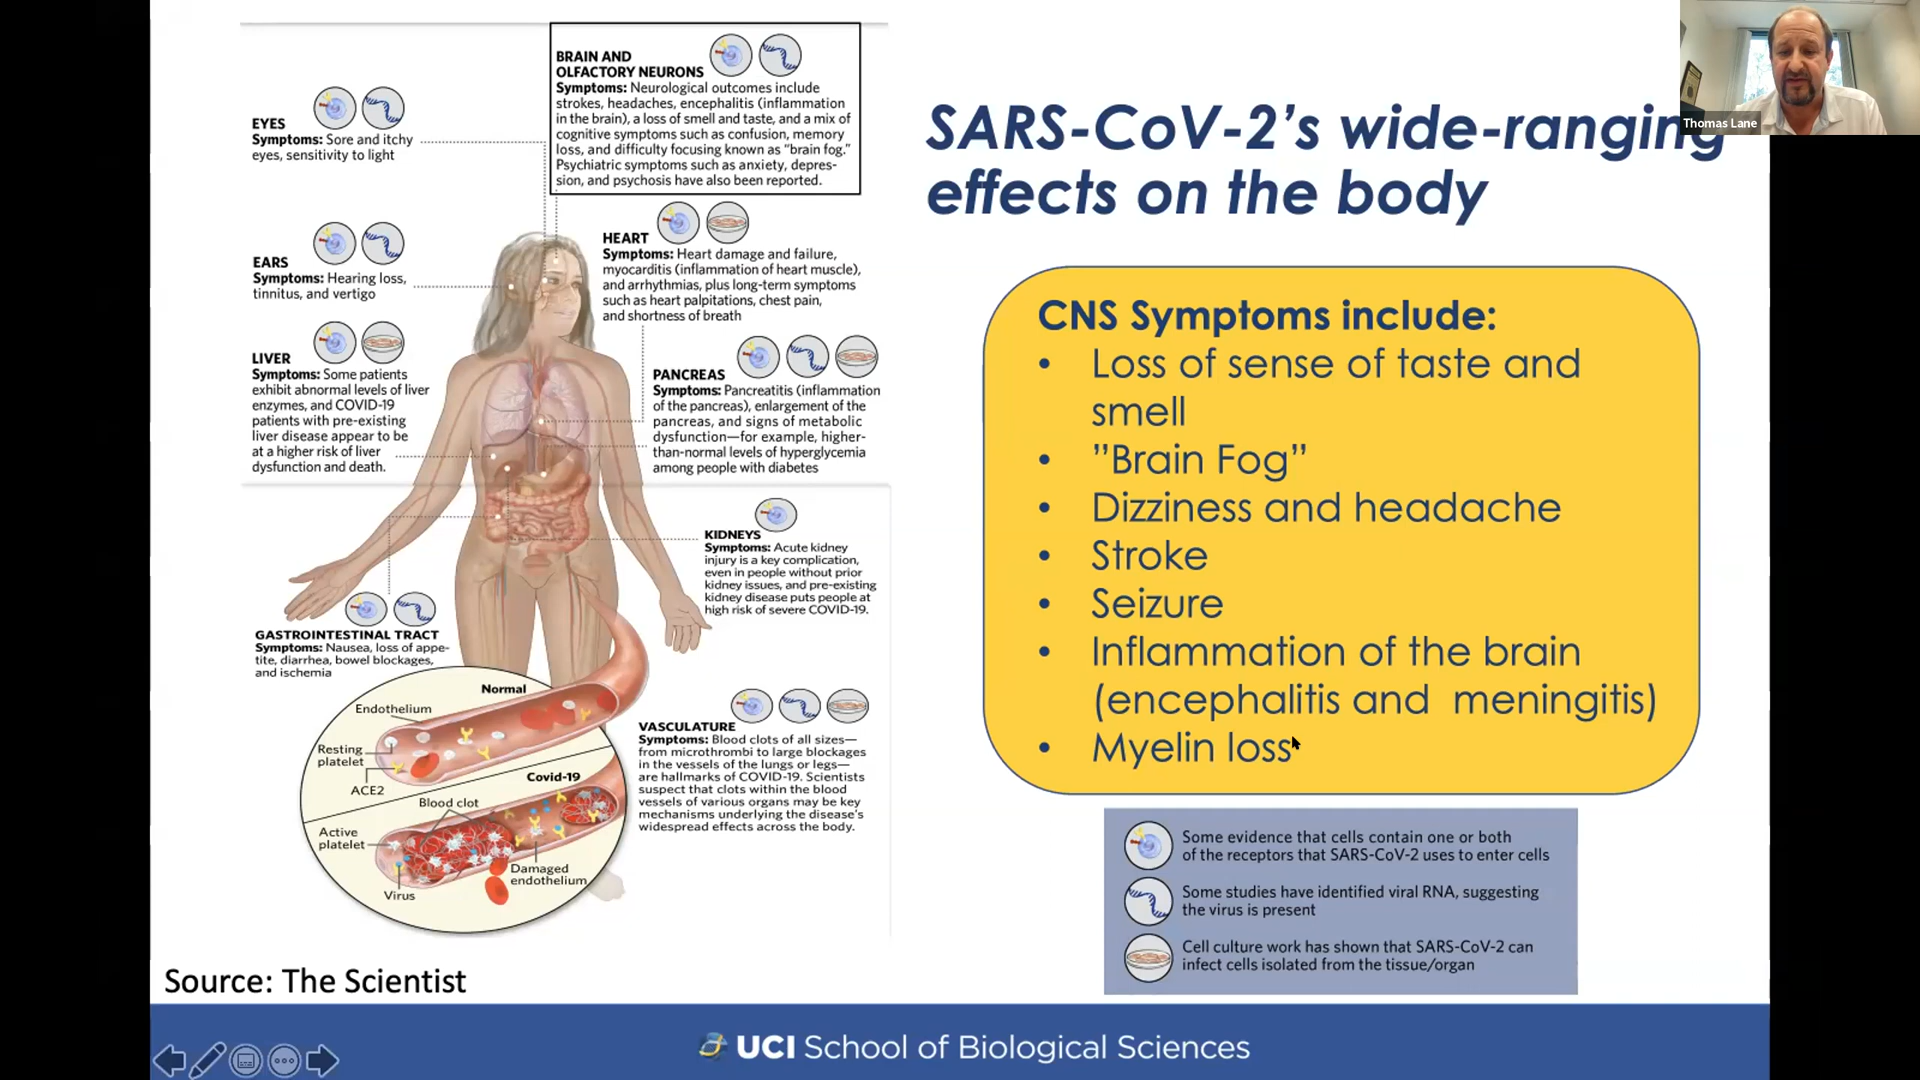 BRAIN AND
OLFACTORY NEURONS
Symptoms: Neurological outcomes include
strokes, headaches, encephalitis (inflammation
in the brain), a loss of smell and taste, and a mix of
cognitive symptoms such as confusion, memory
loss, and difficulty focusing known as “brain fog.”
Psychiatric symptoms such as anxiety, depres-
sion, and psychosis have also been reported.
EYES
Symptoms: Sore and itchy
eyes, sensitivity to light
EARS
Symptoms: Hearing loss,
tinnitus, and vertigo
HEART
Symptoms: Heart damage and failure,
myocarditis (inflammation of heart muscle),
and arrhythmias, plus long-term symptoms
such as heart palpitations, chest pain,
and shortness of breath
LIVER
Symptoms: Some patients
exhibit abnormal levels of liver
enzymes, and COVID-19
patients with pre-existing
liver disease appear to be
at a higher risk of liver
dysfunction and death.
PANCREAS
Symptoms: Pancreatitis (inflammation
of the pancreas), enlargement of the
pancreas, and signs of metabolic
dysfunction—for example, higher-
than-normal levels of hyperglycemia
among people with diabetes
KIDNEYS
Symptoms: Acute kidney
injury is a key complication,
even in people without prior
kidney issues, and pre-existing
kidney disease puts people at
high risk of severe COVID-19.
GASTROINTESTINAL TRACT
Symptoms: Nausea, loss of appe-
tite, diarrhea, bowel blockages,
and ischemia
Normal
Endothelium
Resting
platelet
ACE2
Covid-19
Blood clot
Active
platelet
Damaged
endothelium
Virus
VASCULATURE
Symptoms: Blood clots of all sizes—
from microthrombi to large blockages
in the vessels of the lungs or legs—
are hallmarks of COVID-19. Scientists
suspect that clots within the blood
vessels of various organs may be key
mechanisms underlying the disease’s
widespread effects across the body.
Source: The Scientist
SARS-CoV-2’s wide-ranging
effects on the body
Thomas Lane
CNS Symptoms include:
• Loss of sense of taste and
smell
• ”Brain Fog”
• Dizziness and headache
• Stroke
• Seizure
• Inflammation of the brain
(encephalitis and meningitis)
• Myelin loss
Some evidence that cells contain one or both
of the receptors that SARS-CoV-2 uses to enter cells
Some studies have identified viral RNA, suggesting
the virus is present
Cell culture work has shown that SARS-CoV-2 can
infect cells isolated from the tissue/organ
UCI School of Biological Sciences